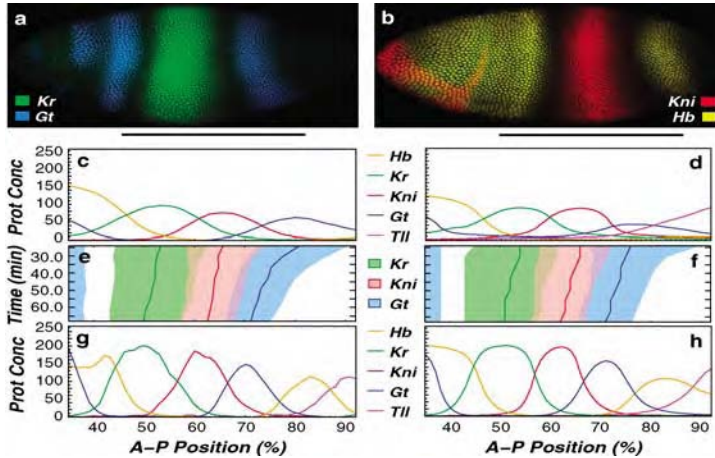 a
Kr
Gt
b
Kni
Hb
Prot Conc
250
200
150
100
50
0
c
Hb
Kr
Kni
Gt
Tll
d
Time (min)
30.0
40.0
50.0
60.0
e
Kr
Kni
Gt
f
Prot Conc
250
200
150
100
50
0
g
Hb
Kr
Kni
Gt
Tll
h
40 50 60 70 80 90
40 50 60 70 80 90
A-P Position (%)
A-P Position (%)